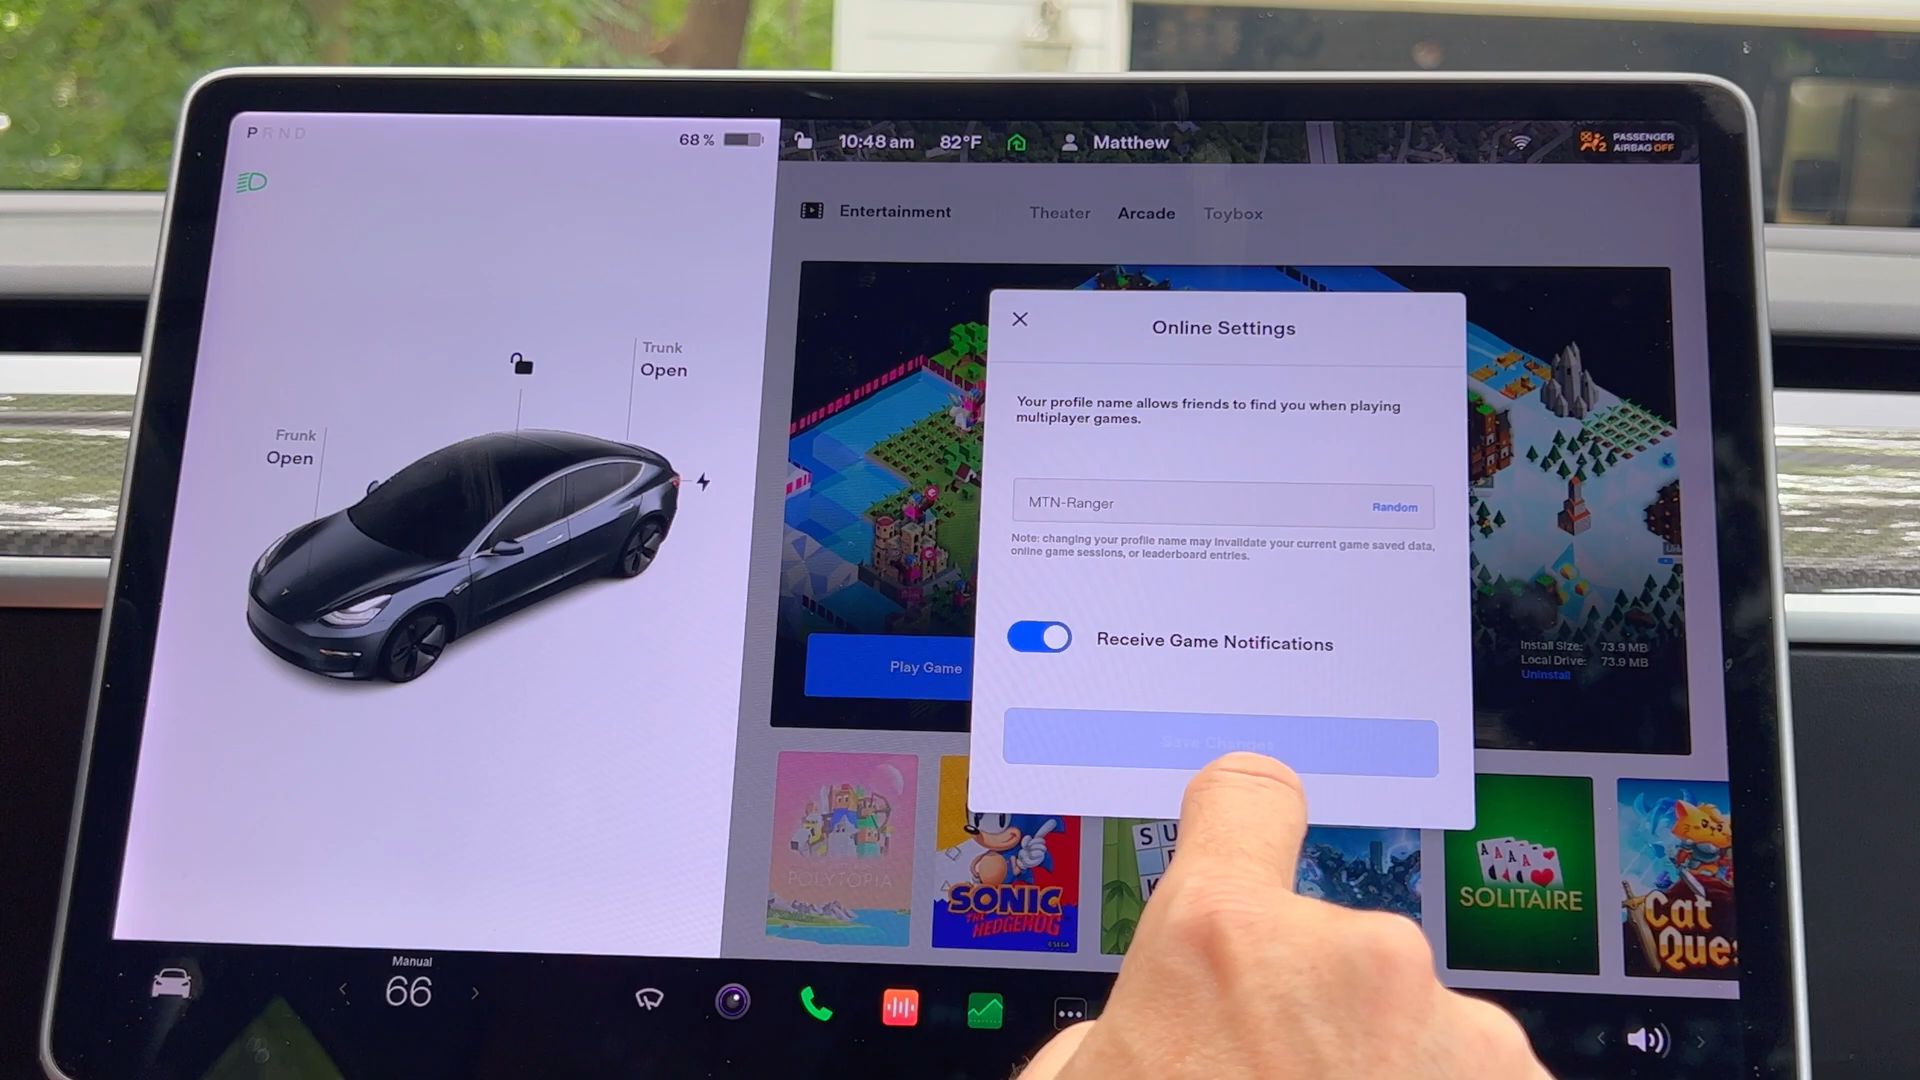 P R N D
68 %
10:48 am
82°F
Matthew
PASSENGER
AIRBAG OFF
Entertainment
Theater
Arcade
Toybox
Trunk
Open
Frunk
Open
Online Settings
Your profile name allows friends to find you when playing
multiplayer games.
MTN-Ranger
Random
Note: changing your profile name may invalidate your current game saved data,
online game sessions, or leaderboard entries.
Receive Game Notifications
Save Changes
Play Game
Install Size: 73.9 MB
Local Drive: 73.9 MB
Uninstall
POLYTOPIA
SONIC
THE
HEDGEHOG
©SEGA
S U
K
A A A A
SOLITAIRE
Cat
Que
Manual
66